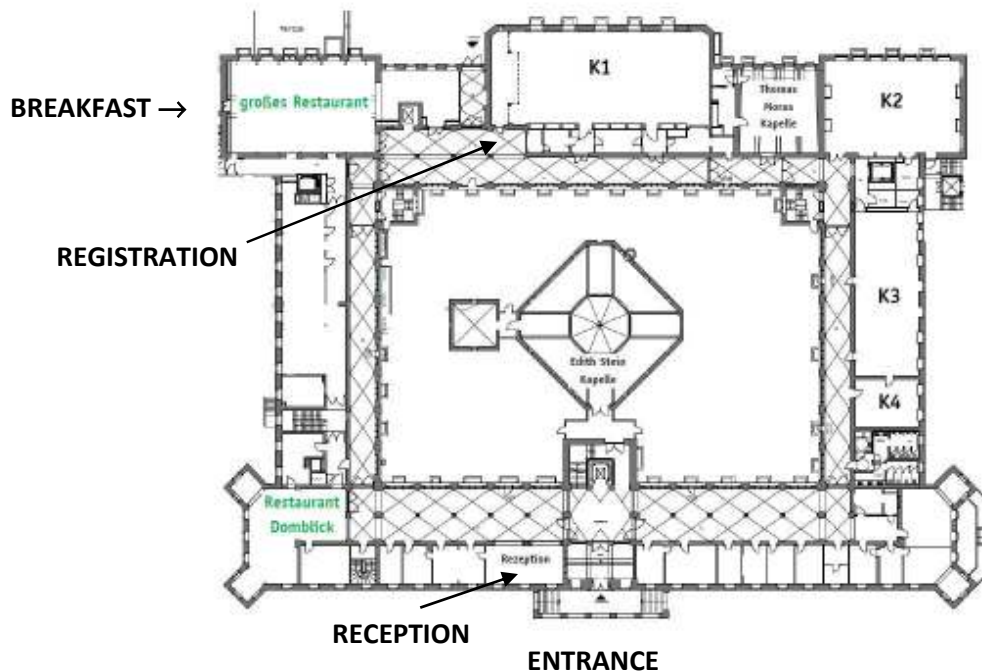 Terrasse
K1
großes Restaurant
BREAKFAST →
Thomas
Morus
Kapelle
K2
REGISTRATION
K3
Edith Stein
Kapelle
K4
Restaurant
Domblick
Rezeption
RECEPTION
ENTRANCE